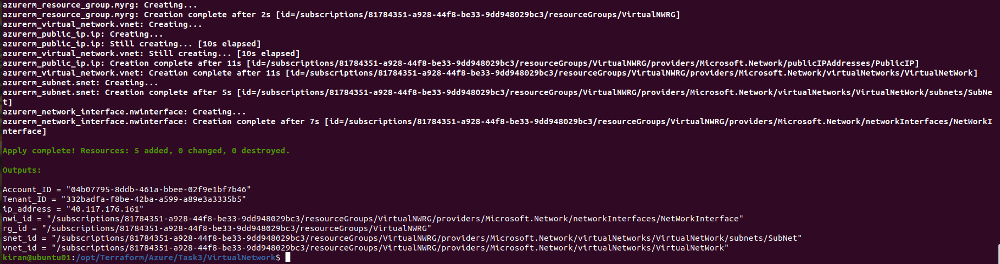 azurerm_resource_group.myrg: Creating...
azurerm_resource_group.myrg: Creation complete after 2s [id=/subscriptions/81784351-a928-44f8-be33-9dd948029bc3/resourceGroups/VirtualNWRG]
azurerm_virtual_network.vnet: Creating...
azurerm_public_ip.ip: Creating...
azurerm_public_ip.ip: Still creating... [10s elapsed]
azurerm_virtual_network.vnet: Still creating... [10s elapsed]
azurerm_public_ip.ip: Creation complete after 11s [id=/subscriptions/81784351-a928-44f8-be33-9dd948029bc3/resourceGroups/VirtualNWRG/providers/Microsoft.Network/publicIPAddresses/PublicIP]
azurerm_virtual_network.vnet: Creation complete after 11s [id=/subscriptions/81784351-a928-44f8-be33-9dd948029bc3/resourceGroups/VirtualNWRG/providers/Microsoft.Network/virtualNetworks/VirtualNetWork]
azurerm_subnet.snet: Creating...
azurerm_subnet.snet: Creation complete after 5s [id=/subscriptions/81784351-a928-44f8-be33-9dd948029bc3/resourceGroups/VirtualNWRG/providers/Microsoft.Network/virtualNetworks/VirtualNetWork/subnets/SubNe
t]
azurerm_network_interface.nwinterface: Creating...
azurerm_network_interface.nwinterface: Creation complete after 7s [id=/subscriptions/81784351-a928-44f8-be33-9dd948029bc3/resourceGroups/VirtualNWRG/providers/Microsoft.Network/networkInterfaces/NetWorkI
nterface]
Apply complete! Resources: 5 added, 0 changed, 0 destroyed.
Outputs:
Account_ID = "04b07795-8ddb-461a-bbee-02f9e1bf7b46"
Tenant_ID = "332badfa-f8be-42ba-a599-a89e3a3335b5"
ip_address = "40.117.176.161"
nwi_id = "/subscriptions/81784351-a928-44f8-be33-9dd948029bc3/resourceGroups/VirtualNWRG/providers/Microsoft.Network/networkInterfaces/NetWorkInterface"
rg_id = "/subscriptions/81784351-a928-44f8-be33-9dd948029bc3/resourceGroups/VirtualNWRG"
snet_id = "/subscriptions/81784351-a928-44f8-be33-9dd948029bc3/resourceGroups/VirtualNWRG/providers/Microsoft.Network/virtualNetworks/VirtualNetWork/subnets/SubNet"
vnet_id = "/subscriptions/81784351-a928-44f8-be33-9dd948029bc3/resourceGroups/VirtualNWRG/providers/Microsoft.Network/virtualNetworks/VirtualNetWork"
kiran@ubuntu01:/opt/Terraform/Azure/Task3/VirtualNetwork$